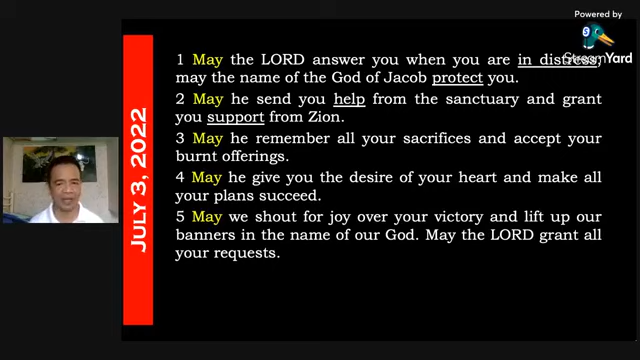 Powered by
StreamYard
1 May the LORD answer you when you are in distress;
may the name of the God of Jacob protect you.
2 May he send you help from the sanctuary and grant
you support from Zion.
3 May he remember all your sacrifices and accept your
burnt offerings.
4 May he give you the desire of your heart and make all
your plans succeed.
5 May we shout for joy over your victory and lift up our
banners in the name of our God. May the LORD grant all
your requests.
JULY 3, 2022